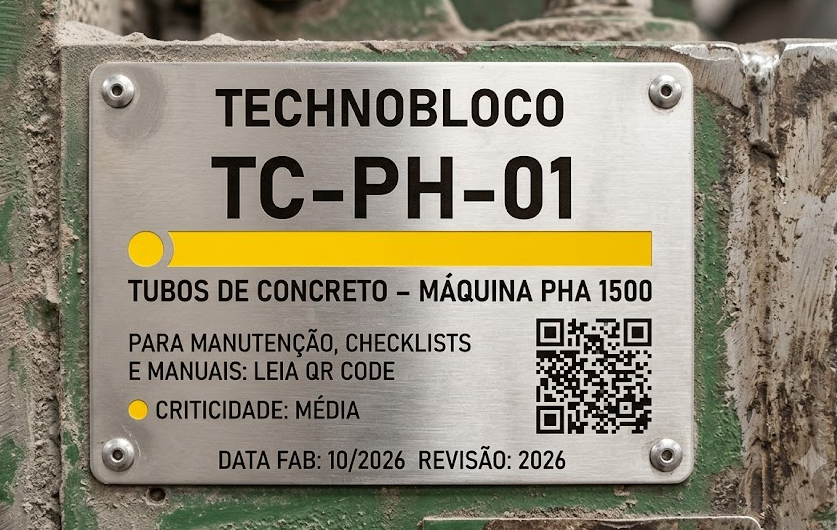 TECHNOBLOCO
TC-PH-01
TUBOS DE CONCRETO – MÁQUINA PHA 1500
PARA MANUTENÇÃO, CHECKLISTS
E MANUAIS: LEIA QR CODE
CRITICIDADE: MÉDIA
DATA FAB: 10/2026 REVISÃO: 2026